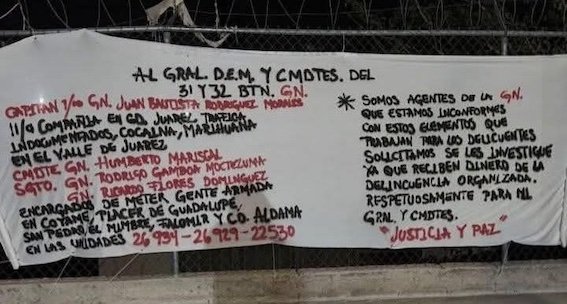 AL GRAL. D.E.M. Y CMDTES. DEL
31 Y 32 BTN. GN.
CAPITAN 1/RO GN. JUAN BAUTISTA RODRIGUEZ MORALES
11/a COMPAÑIA EN CD JUAREZ TRAFICA
INDOCUMENTADOS, COCAINA, MARIHUANA
EN EL VALLE DE JUAREZ
CMDTE. GN. HUMBERTO MARISCAL
SGTO. GN. RODRIGO GAMBOA MOCTEZUMA
GN. RICARDO FLORES DOMINGUEZ
ENCARGADOS DE METER GENTE ARMADA
EN COYAME, PLACER DE GUADALUPE,
SAN PEDRO, EL MIMBRE, FALOMIR Y CD. ALDAMA
EN LAS UNIDADES 26934-26929-22530
* SOMOS AGENTES DE LA GN.
QUE ESTAMOS INCONFORMES
CON ESTOS ELEMENTOS QUE
TRABAJAN PARA LOS DELICUENTES
SOLICITAMOS SE LES INVESTIGUE
YA QUE RECIBEN DINERO DE LA
DELINCUENCIA ORGANIZADA.
RESPETUOSAMENTE PARA MI
GRAL Y CMDTES.
"JUSTICIA Y PAZ"